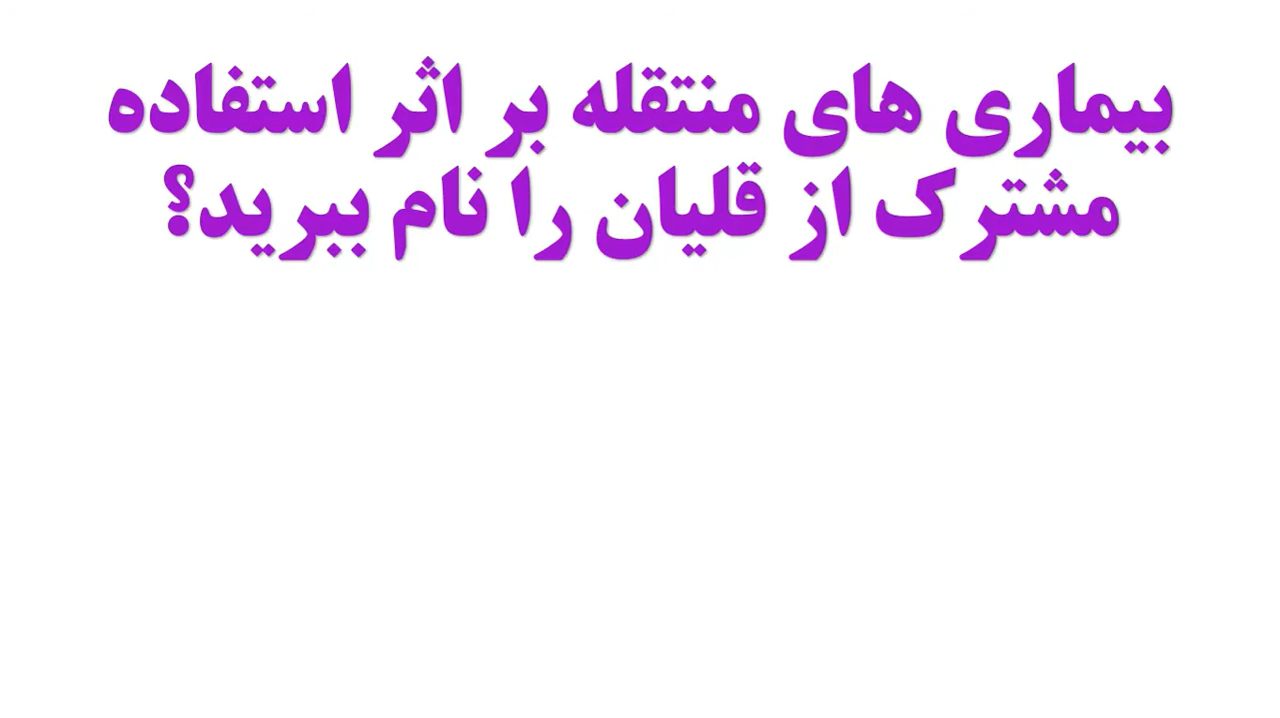 بیماری های منتقله بر اثر استفاده
مشترک از قلیان را نام ببرید؟